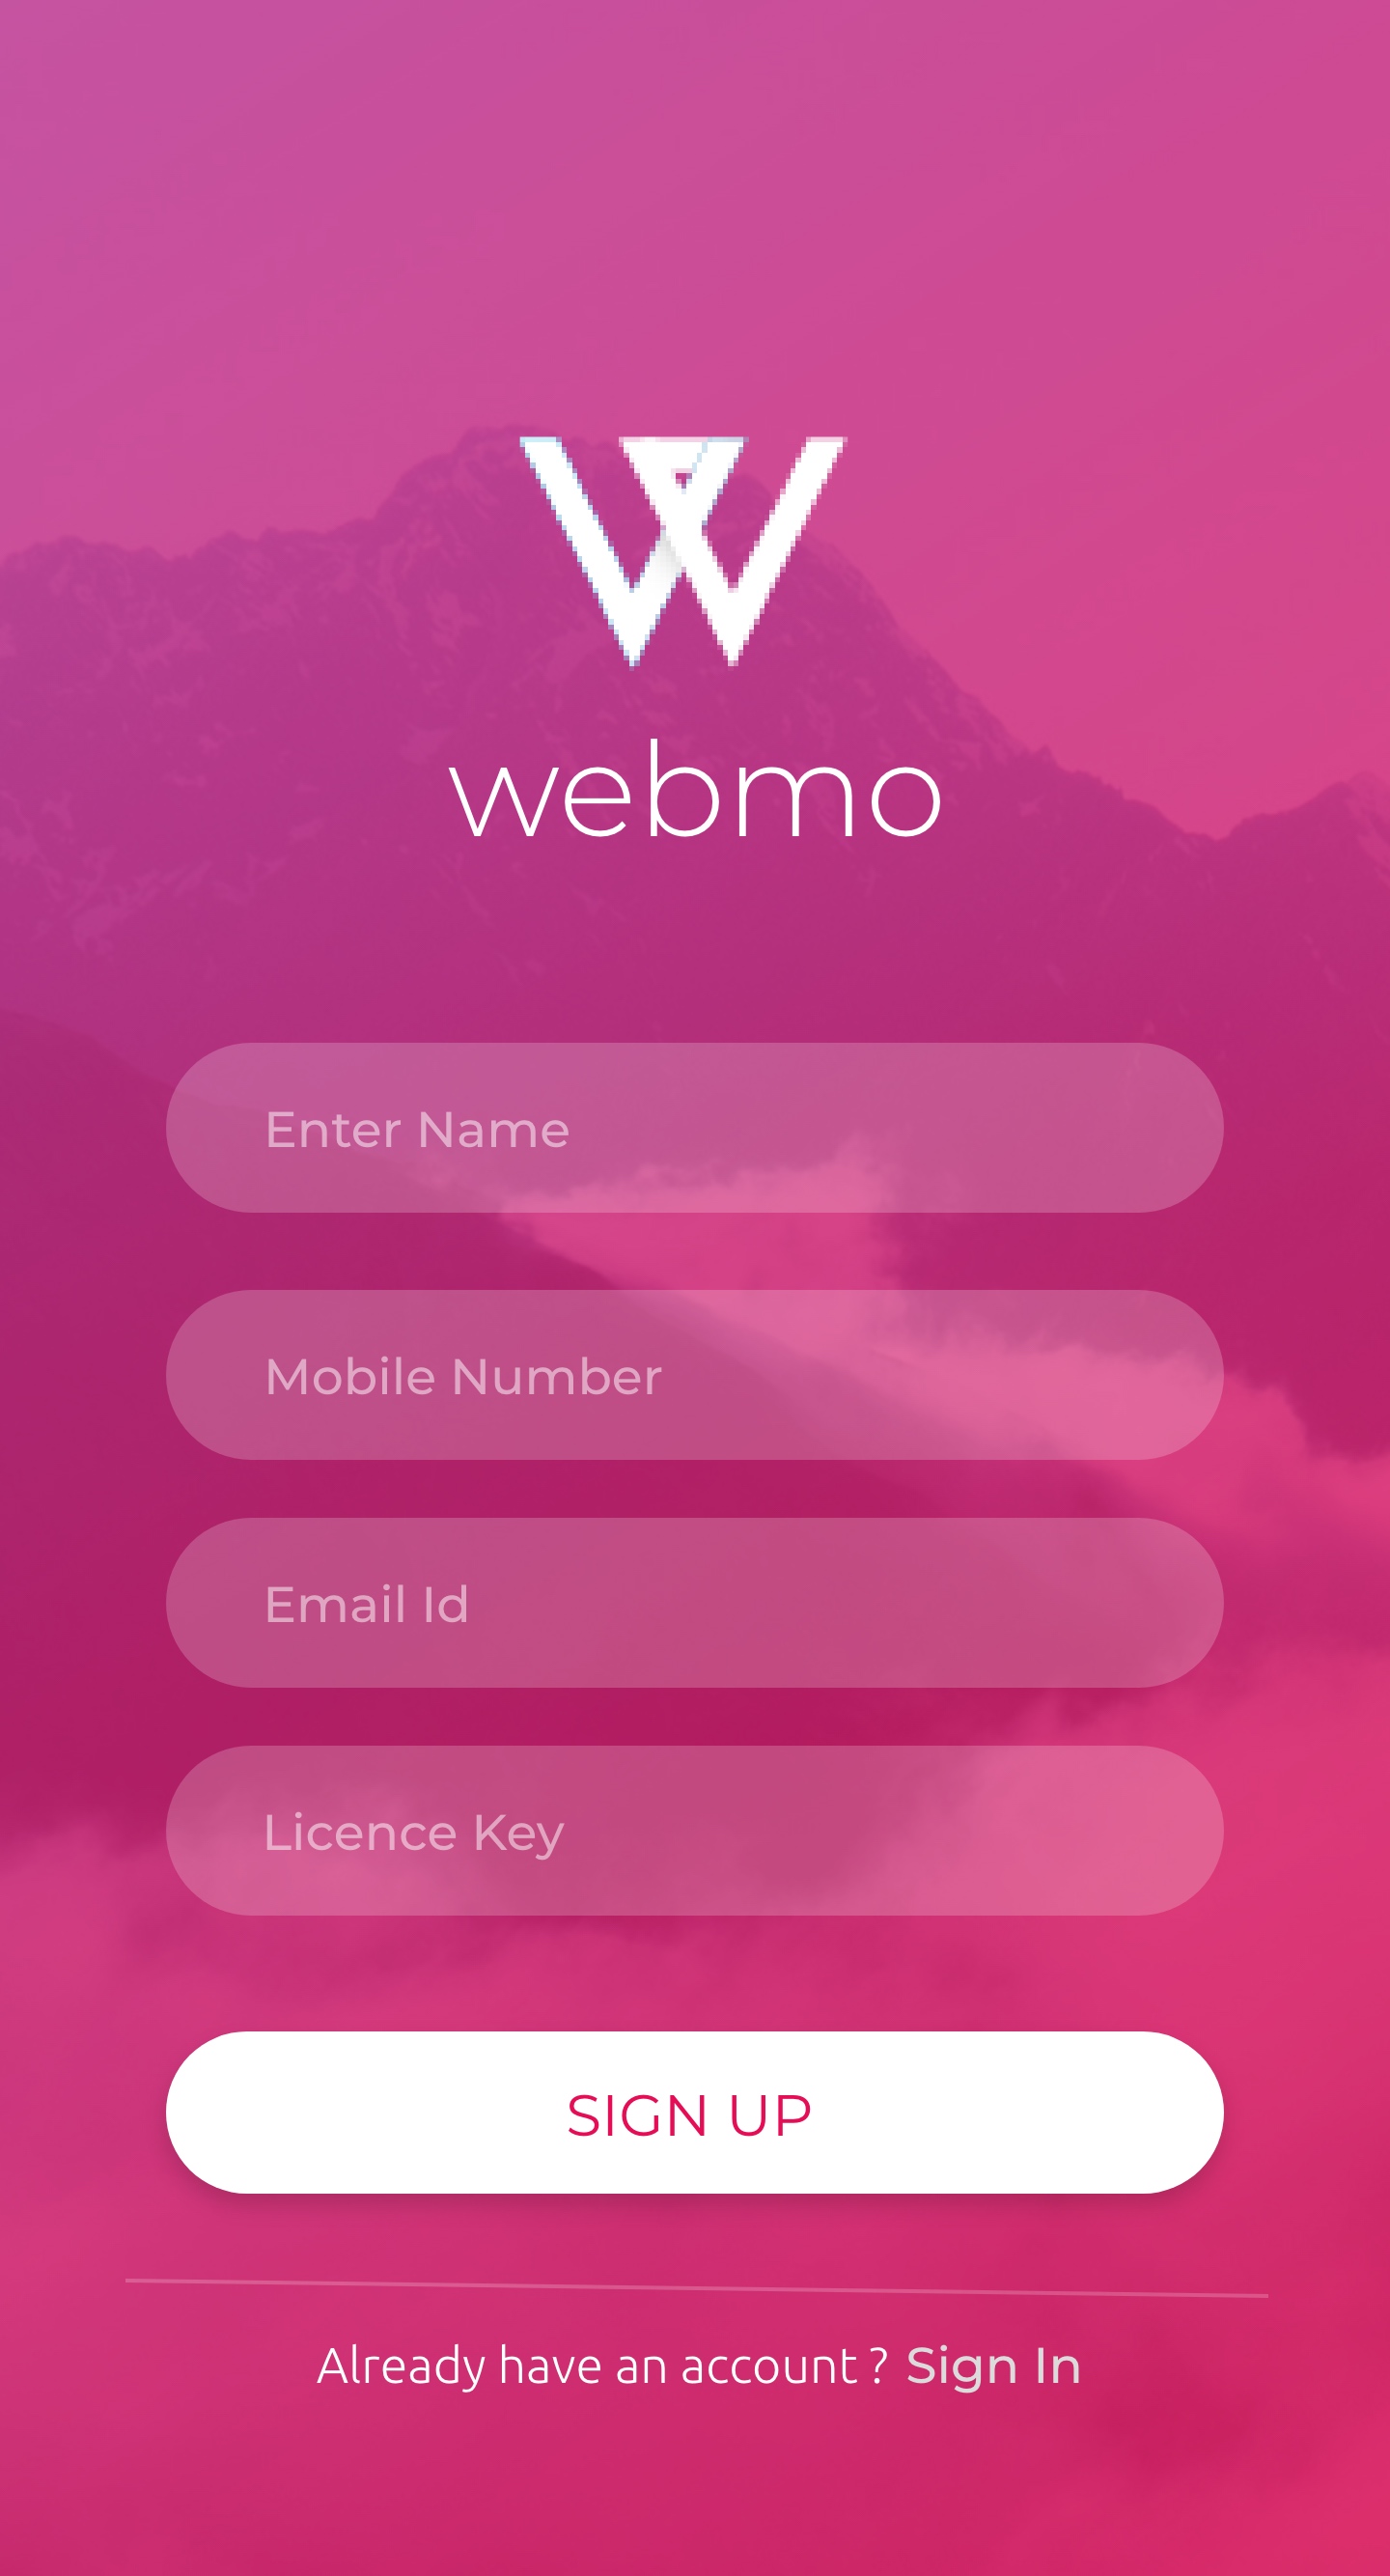 W
webmo
Enter Name
Mobile Number
Email Id
Licence Key
SIGN UP
Already have an account ? Sign In